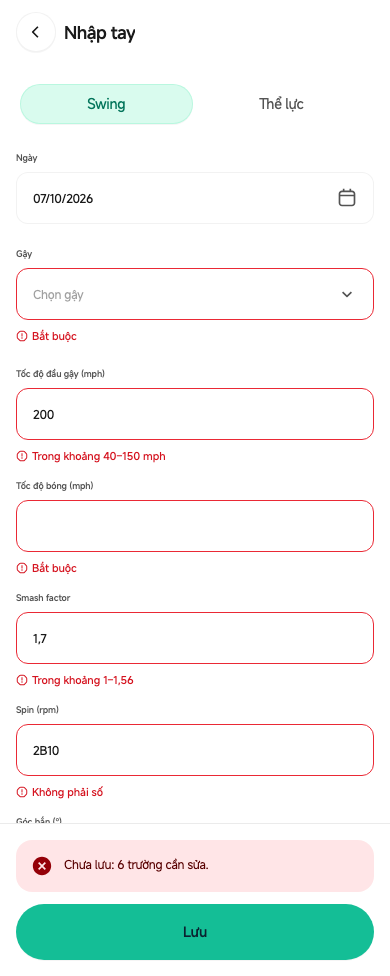 Nhập tay
Swing
Thể lực
Ngày
07/10/2026
Gậy
Chọn gậy
Bắt buộc
Tốc độ đầu gậy (mph)
200
Trong khoảng 40–150 mph
Tốc độ bóng (mph)
Bắt buộc
Smash factor
1,7
Trong khoảng 1–1,56
Spin (rpm)
2B10
Không phải số
Góc bắn (°)
Chưa lưu: 6 trường cần sửa.
Lưu